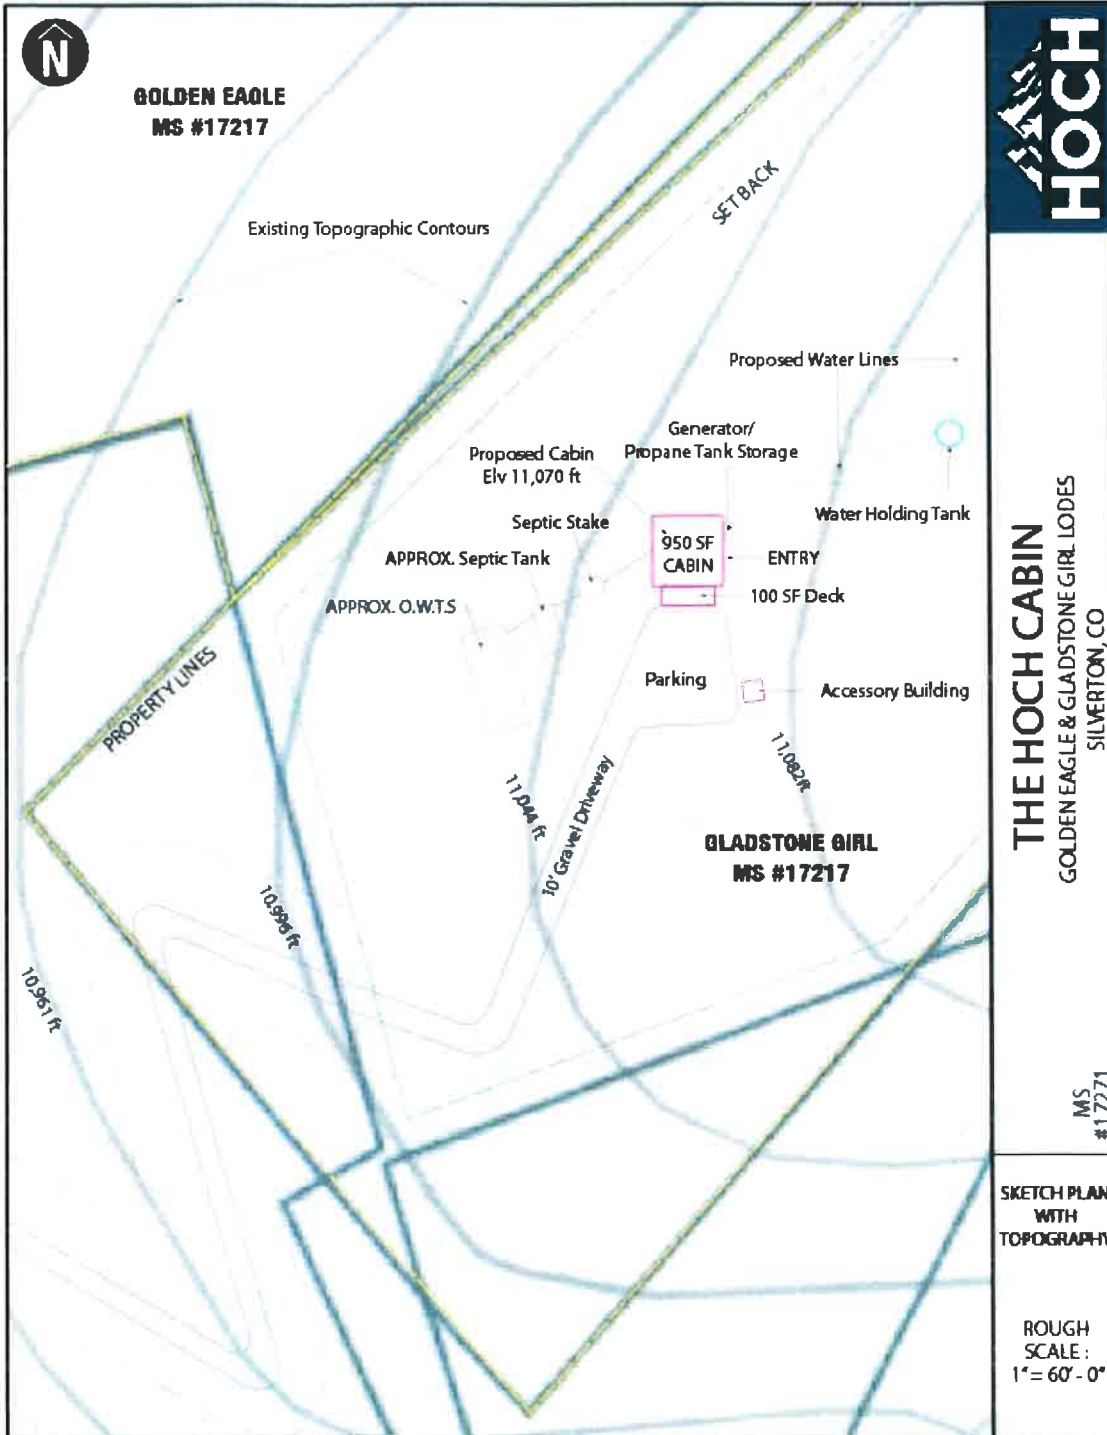 N
GOLDEN EAGLE
MS #17217
HOCH
SETBACK
Existing Topographic Contours
Proposed Water Lines
Generator/
Propane Tank Storage
Proposed Cabin
Elv 11,070 ft
Water Holding Tank
Septic Stake
950 SF
CABIN
ENTRY
APPROX. Septic Tank
100 SF Deck
APPROX. O.W.T.S
PROPERTY LINES
Parking
Accessory Building
11,082ft
11,044 ft
10' Gravel Driveway
GLADSTONE GIRL
MS #17217
10,996 ft
10,961 ft
THE HOCH CABIN
GOLDEN EAGLE & GLADSTONE GIRL LODES
SILVERTON, CO
MS
#17271
SKETCH PLAN
WITH
TOPOGRAPHY
ROUGH
SCALE :
1" = 60' - 0"